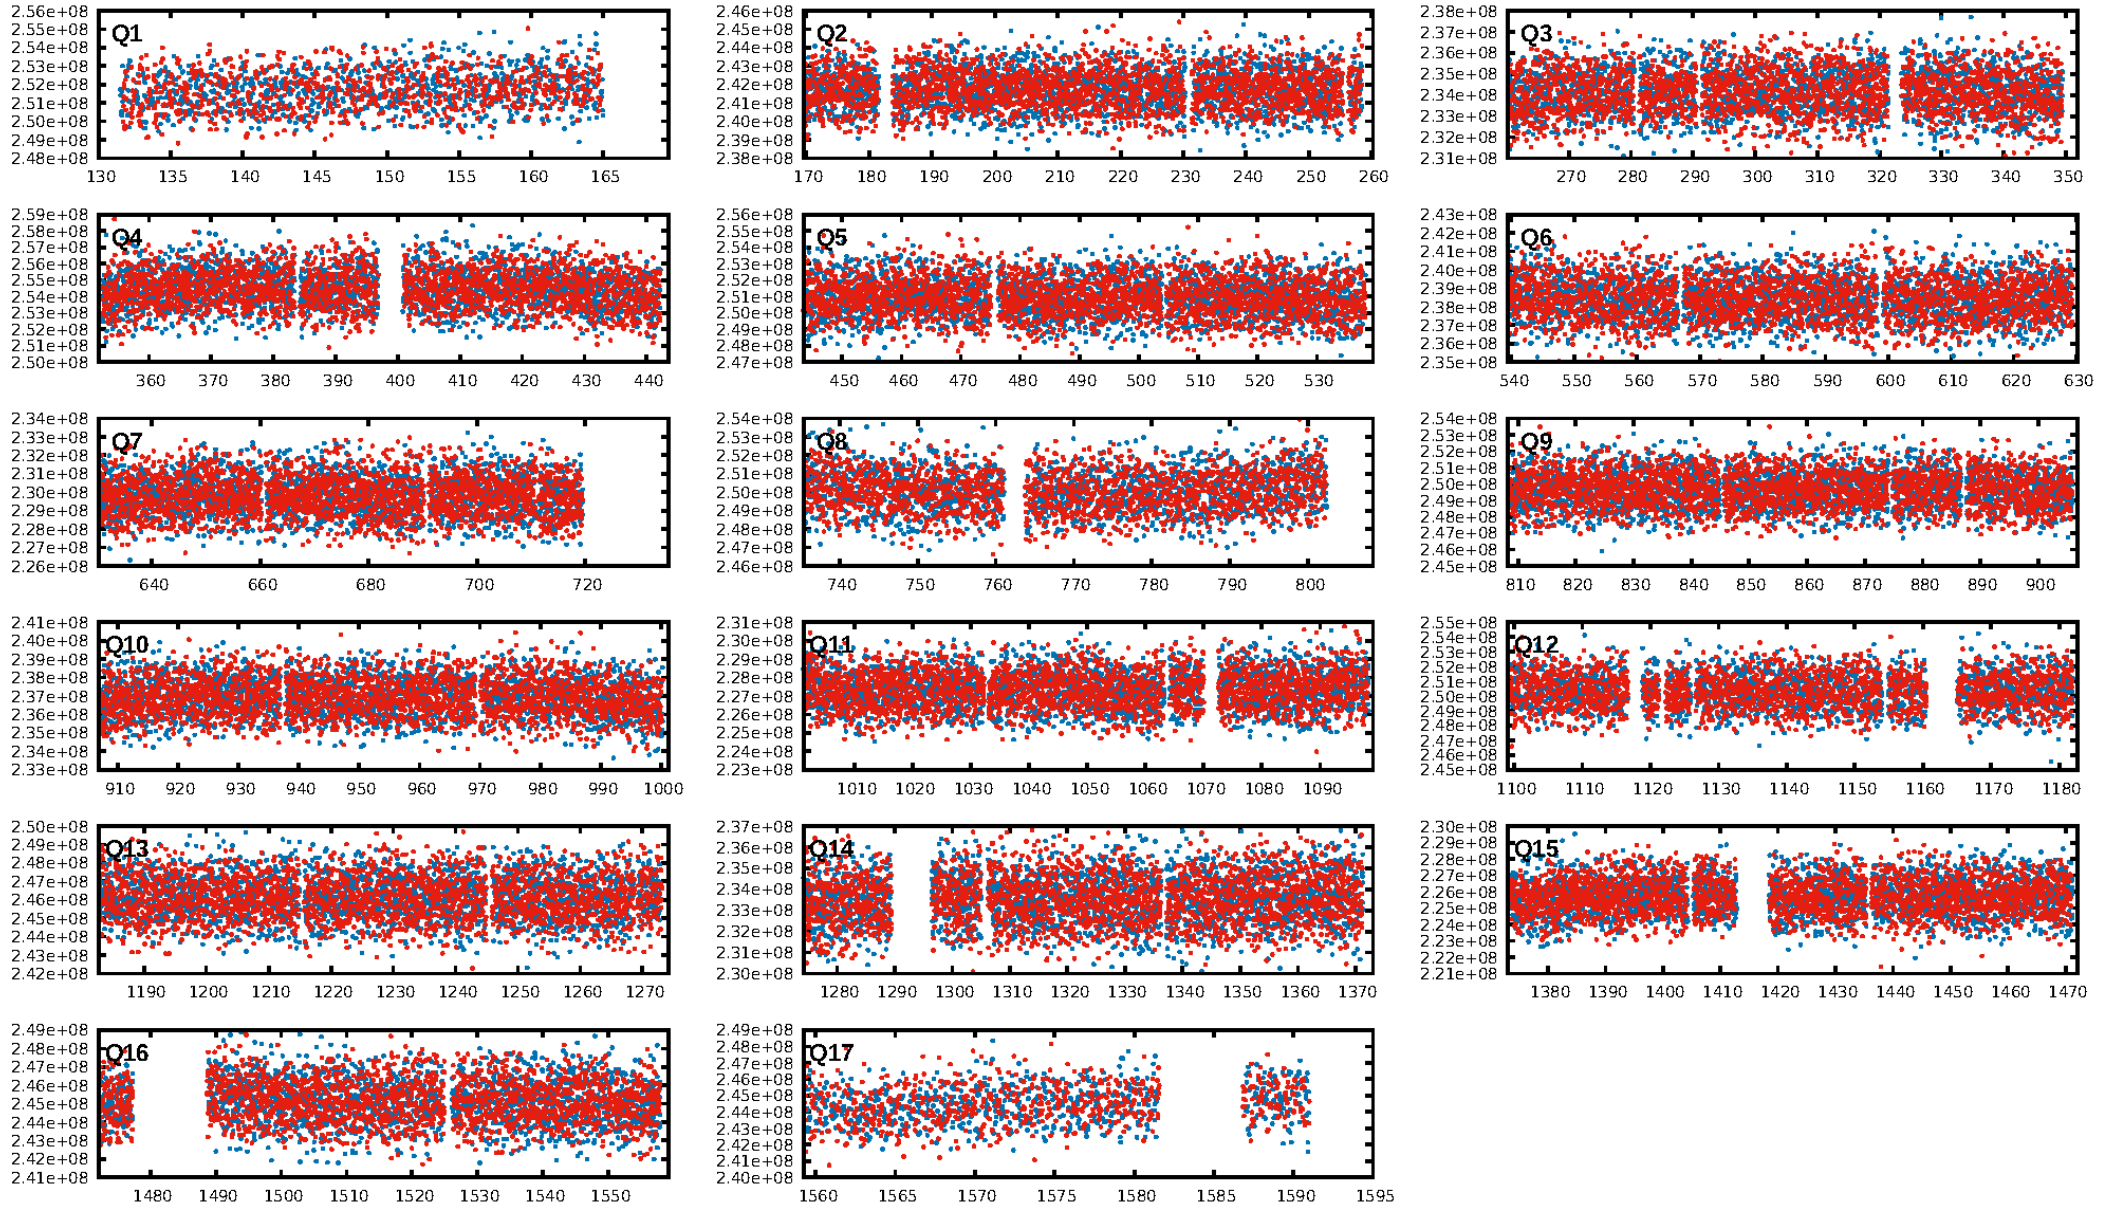 Q1
2.56e+08
2.55e+08
2.54e+08
2.53e+08
2.52e+08
2.51e+08
2.50e+08
2.49e+08
2.48e+08
130 135 140 145 150 155 160 165
Q2
2.46e+08
2.45e+08
2.44e+08
2.43e+08
2.42e+08
2.41e+08
2.40e+08
2.39e+08
2.38e+08
170 180 190 200 210 220 230 240 250 260
Q3
2.38e+08
2.37e+08
2.36e+08
2.35e+08
2.34e+08
2.33e+08
2.32e+08
2.31e+08
270 280 290 300 310 320 330 340 350
Q4
2.59e+08
2.58e+08
2.57e+08
2.56e+08
2.55e+08
2.54e+08
2.53e+08
2.52e+08
2.51e+08
2.50e+08
360 370 380 390 400 410 420 430 440
Q5
2.56e+08
2.55e+08
2.54e+08
2.53e+08
2.52e+08
2.51e+08
2.50e+08
2.49e+08
2.48e+08
2.47e+08
450 460 470 480 490 500 510 520 530
Q6
2.43e+08
2.42e+08
2.41e+08
2.40e+08
2.39e+08
2.38e+08
2.37e+08
2.36e+08
2.35e+08
540 550 560 570 580 590 600 610 620 630
Q7
2.34e+08
2.33e+08
2.32e+08
2.31e+08
2.30e+08
2.29e+08
2.28e+08
2.27e+08
2.26e+08
640 660 680 700 720
Q8
2.54e+08
2.53e+08
2.52e+08
2.51e+08
2.50e+08
2.49e+08
2.48e+08
2.47e+08
2.46e+08
740 750 760 770 780 790 800
Q9
2.54e+08
2.53e+08
2.52e+08
2.51e+08
2.50e+08
2.49e+08
2.48e+08
2.47e+08
2.46e+08
2.45e+08
810 820 830 840 850 860 870 880 890 900
Q10
2.41e+08
2.40e+08
2.39e+08
2.38e+08
2.37e+08
2.36e+08
2.35e+08
2.34e+08
2.33e+08
910 920 930 940 950 960 970 980 990 1000
Q11
2.31e+08
2.30e+08
2.29e+08
2.28e+08
2.27e+08
2.26e+08
2.25e+08
2.24e+08
2.23e+08
1010 1020 1030 1040 1050 1060 1070 1080 1090
Q12
2.55e+08
2.54e+08
2.53e+08
2.52e+08
2.51e+08
2.50e+08
2.49e+08
2.48e+08
2.47e+08
2.46e+08
2.45e+08
1100 1110 1120 1130 1140 1150 1160 1170 1180
Q13
2.50e+08
2.49e+08
2.48e+08
2.47e+08
2.46e+08
2.45e+08
2.44e+08
2.43e+08
2.42e+08
1190 1200 1210 1220 1230 1240 1250 1260 1270
Q14
2.37e+08
2.36e+08
2.35e+08
2.34e+08
2.33e+08
2.32e+08
2.31e+08
2.30e+08
1280 1290 1300 1310 1320 1330 1340 1350 1360 1370
Q15
2.30e+08
2.29e+08
2.28e+08
2.27e+08
2.26e+08
2.25e+08
2.24e+08
2.23e+08
2.22e+08
2.21e+08
1380 1390 1400 1410 1420 1430 1440 1450 1460 1470
Q16
2.49e+08
2.48e+08
2.47e+08
2.46e+08
2.45e+08
2.44e+08
2.43e+08
2.42e+08
2.41e+08
1480 1490 1500 1510 1520 1530 1540 1550
Q17
2.49e+08
2.48e+08
2.47e+08
2.46e+08
2.45e+08
2.44e+08
2.43e+08
2.42e+08
2.41e+08
2.40e+08
1560 1565 1570 1575 1580 1585 1590 1595